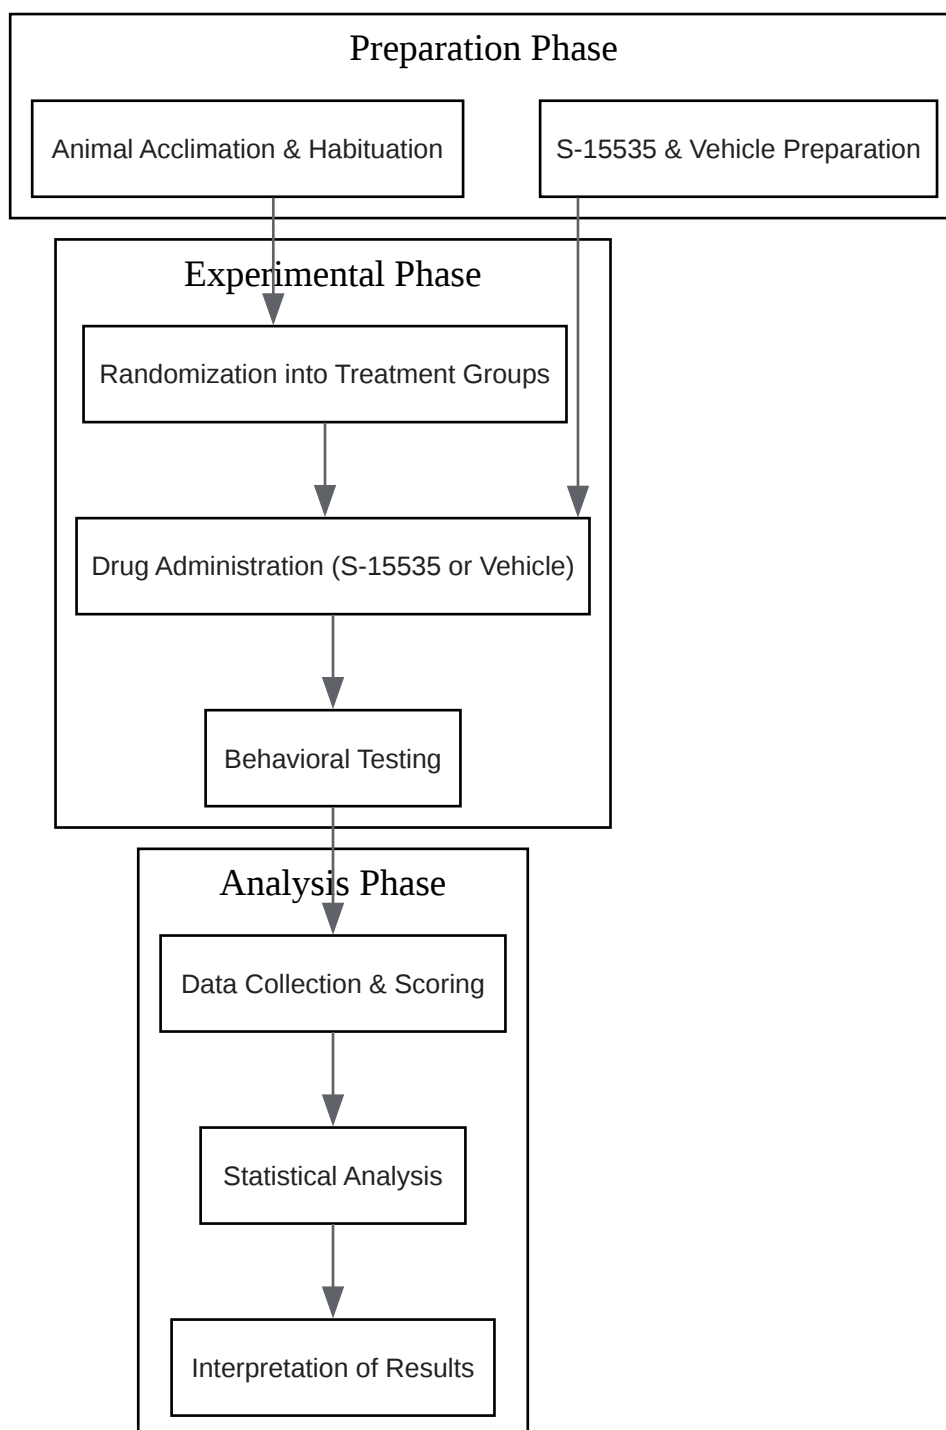 Preparation Phase
Animal Acclimation & Habituation
S-15535 & Vehicle Preparation
Experimental Phase
Randomization into Treatment Groups
Drug Administration (S-15535 or Vehicle)
Behavioral Testing
Analysis Phase
Data Collection & Scoring
Statistical Analysis
Interpretation of Results